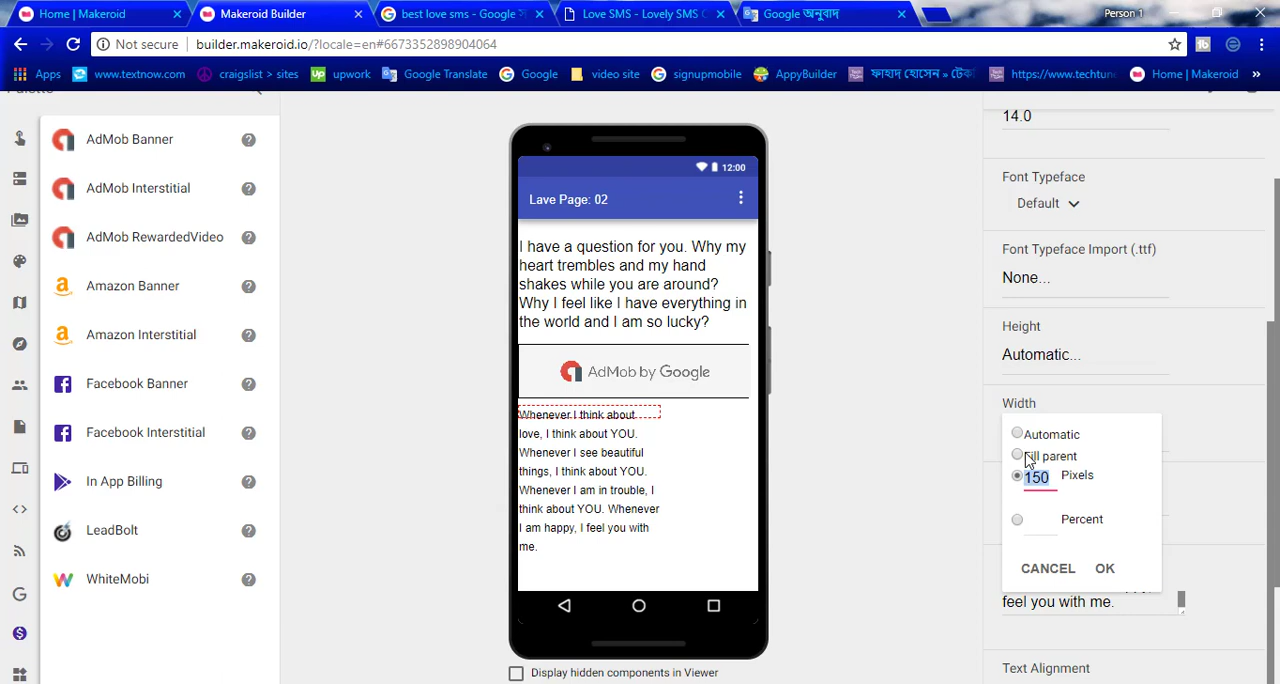 Home | Makeroid
Makeroid Builder
best love sms - Google স
Love SMS - Lovely SMS C
Google অনুবাদ
Person 1
Not secure
builder.makeroid.io/?locale=en#6673352898904064
Apps
www.textnow.com
craigslist > sites
Up
upwork
Google Translate
Google
video site
signupmobile
AppyBuilder
ফাহাদ হোসেন » টেক
https://www.techtun
Home | Makeroid
»
AdMob Banner
AdMob Interstitial
AdMob RewardedVideo
Amazon Banner
Amazon Interstitial
Facebook Banner
Facebook Interstitial
In App Billing
LeadBolt
WhiteMobi
12:00
Lave Page: 02
I have a question for you. Why my
heart trembles and my hand
shakes while you are around?
Why I feel like I have everything in
the world and I am so lucky?
AdMob by Google
Whenever I think about
love, I think about YOU.
Whenever I see beautiful
things, I think about YOU.
Whenever I am in trouble, I
think about YOU. Whenever
I am happy, I feel you with
me.
Display hidden components in Viewer
14.0
Font Typeface
Default
Font Typeface Import (.ttf)
None...
Height
Automatic...
Width
Automatic
Fill parent
150 Pixels
Percent
CANCEL OK
feel you with me.
Text Alignment